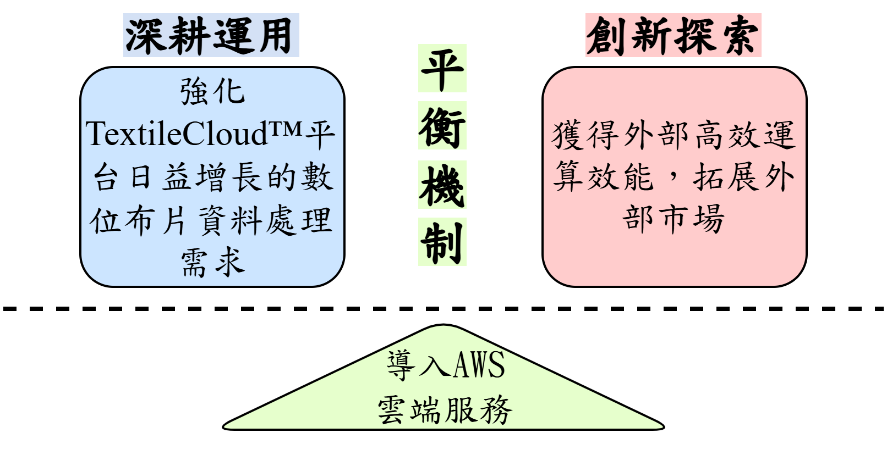 深耕運用
強化
TextileCloud™平
台日益增長的數
位布片資料處理
需求
平
衡
機
制
創新探索
獲得外部高效運
算效能，拓展外
部市場
導入AWS
雲端服務